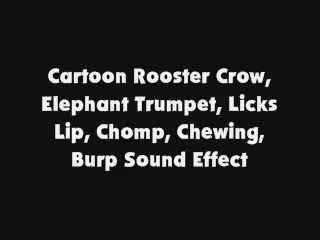 Cartoon Rooster Crow,
Elephant Trumpet, Licks
Lip, Chomp, Chewing,
Burp Sound Effect